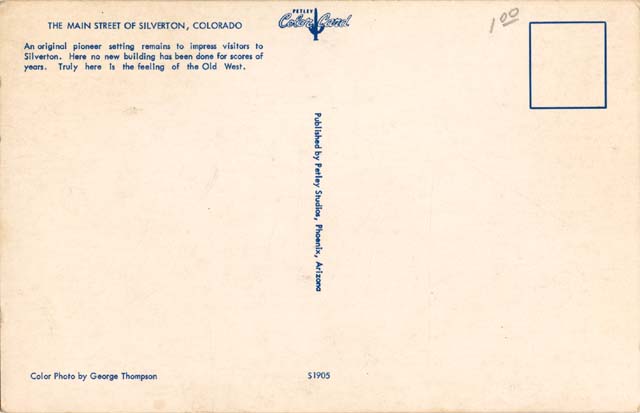 THE MAIN STREET OF SILVERTON, COLORADO
An original pioneer setting remains to impress visitors to
Silverton. Here no new building has been done for scores of
years. Truly here is the feeling of the Old West.
PETLEY
Color Card
1 00
Published by Petley Studios, Phoenix, Arizona
Color Photo by George Thompson
S1905